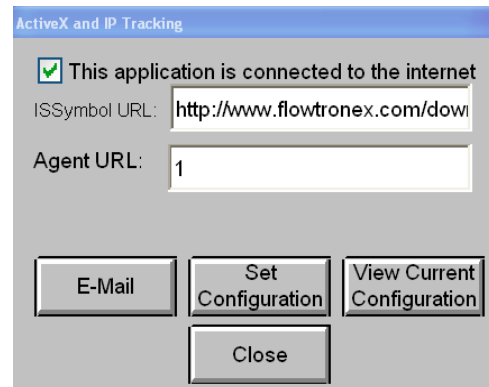 ActiveX and IP Tracking
This application is connected to the internet
ISSymbol URL: http://www.flowtronex.com/dow
Agent URL: 1
E-Mail
Set
Configuration
View Current
Configuration
Close